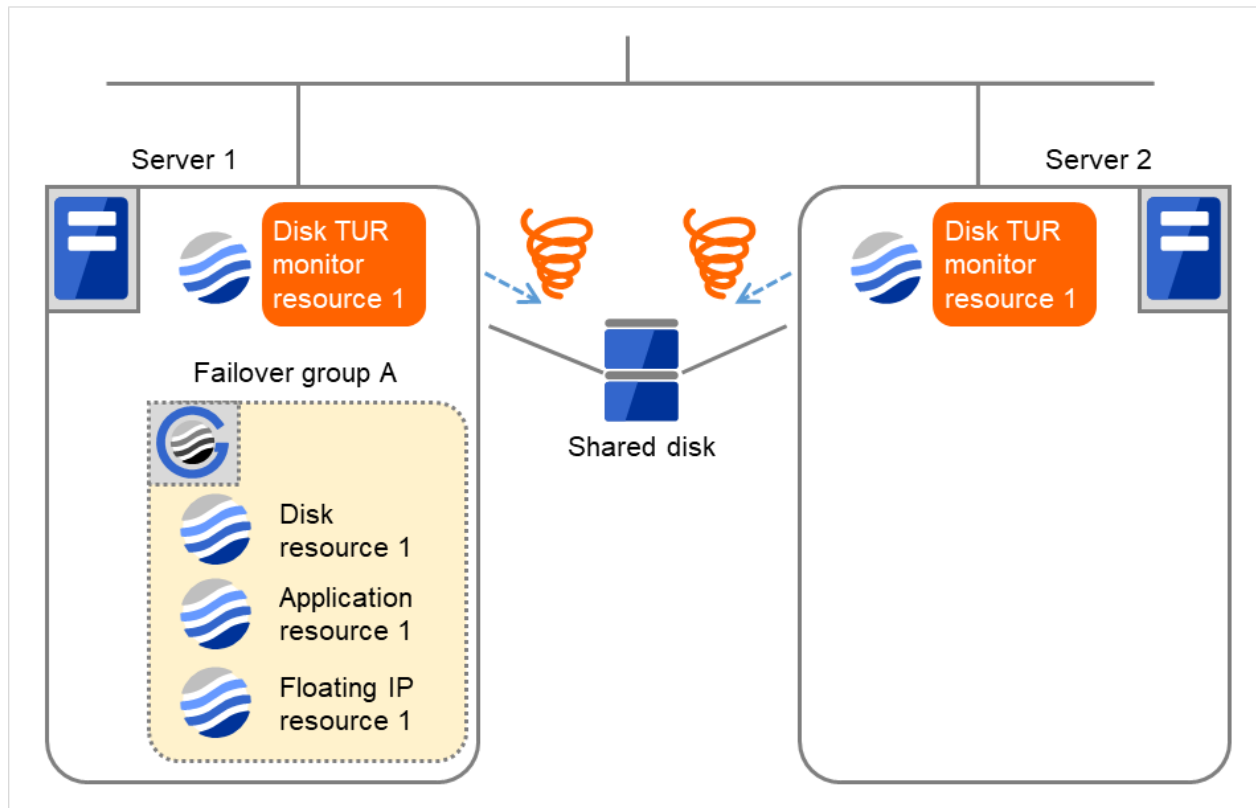 Server 1
Server 2
Disk TUR
monitor
resource 1
Disk TUR
monitor
resource 1
Failover group A
Shared disk
Disk
resource 1
Application
resource 1
Floating IP
resource 1